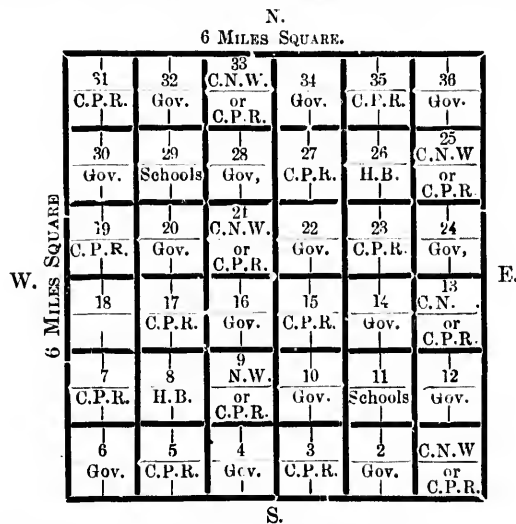 N.
6 MILES SQUARE.
31 32 33 34 35 36
C.P.R. Gov. C.N.W. or C.P.R. Gov. C.P.R. Gov.
30 29 28 27 26 25
Gov. Schools Gov, C.P.R. H.B. C.N.W or C.P.R
19 20 21 22 23 24
C.P.R. Gov. C.N.W. or C.P.R. Gov. C.P.R. Gov,
W. 6 MILES SQUARE E.
18 17 16 15 14 13
C.P.R. Gov. C.P.R. Gov. C.N. . or C.P.R.
7 8 9 10 11 12
C.P.R. H.B. N.W. or C.P.R. Gov. Schools Gov.
6 5 4 3 2
Gov. C.P.R. Gov. C.P.R. Gov. C.N.W or C.P.R.
S.